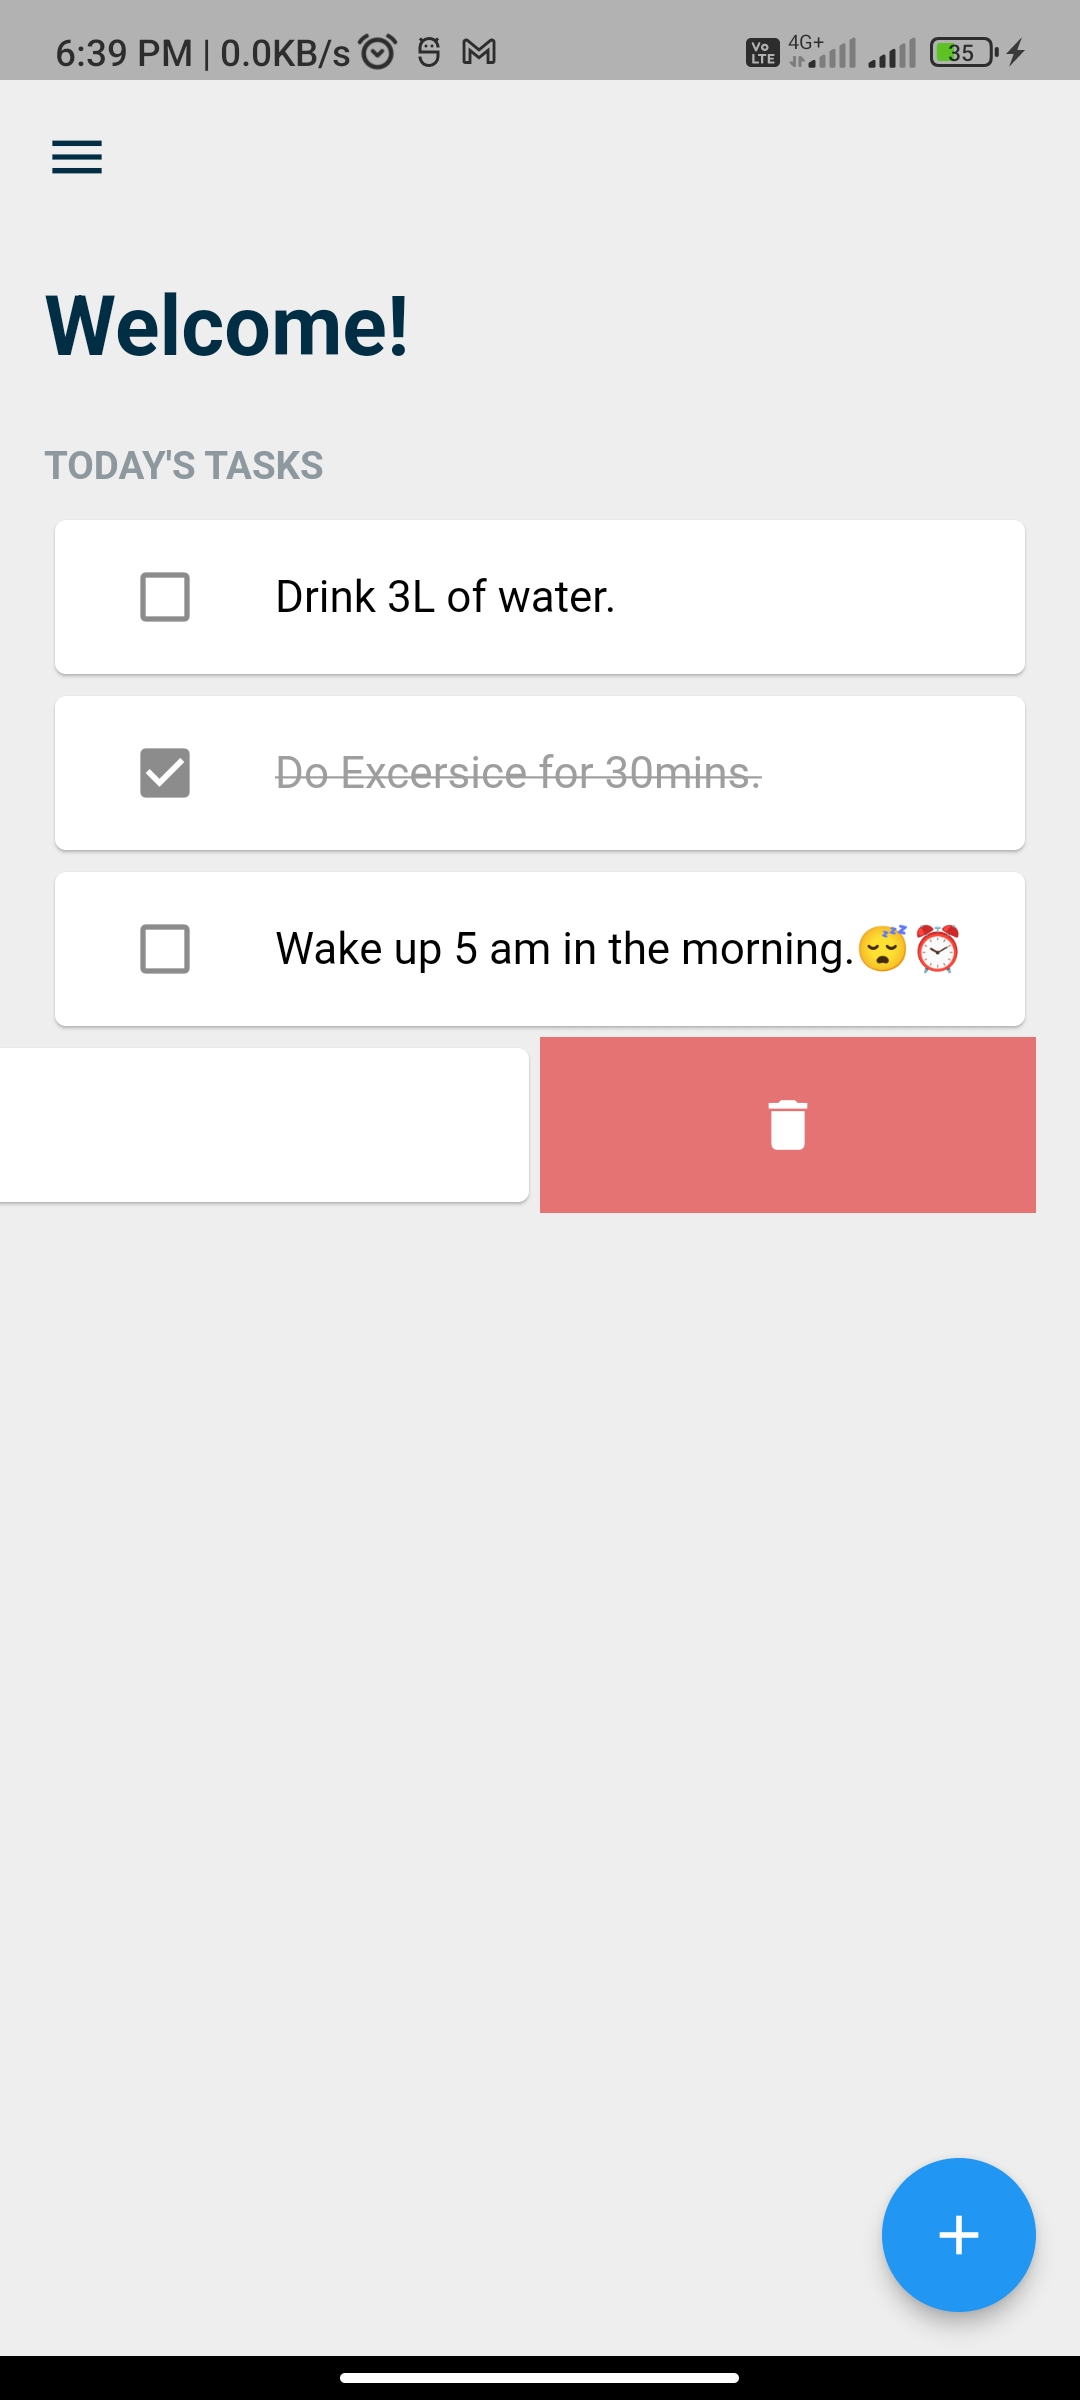 6:39 PM | 0.0KB/s
Vo LTE 4G+ 35
Welcome!
TODAY'S TASKS
Drink 3L of water.
Do Excersice for 30mins.
Wake up 5 am in the morning.😴⏰